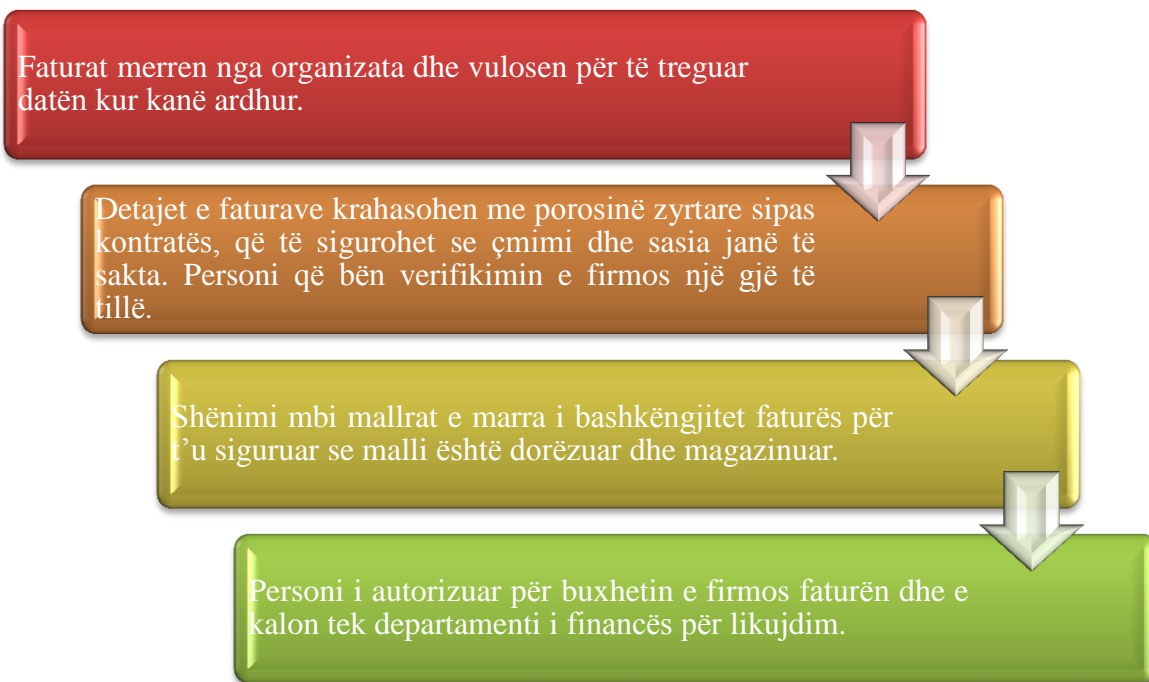 Faturat merren nga organizata dhe vulosen për të treguar
datën kur kanë ardhur.
Detajet e faturave krahasohen me porosinë zyrtare sipas
kontratës, që të sigurohet se çmimi dhe sasia janë të
sakta. Personi që bën verifikimin e firmos një gjë të
tillë.
Shënimi mbi mallrat e marra i bashkëngjitet faturës për
t’u siguruar se malli është dorëzuar dhe magazinuar.
Personi i autorizuar për buxhetin e firmos faturën dhe e
kalon tek departamenti i financës për likujdim.